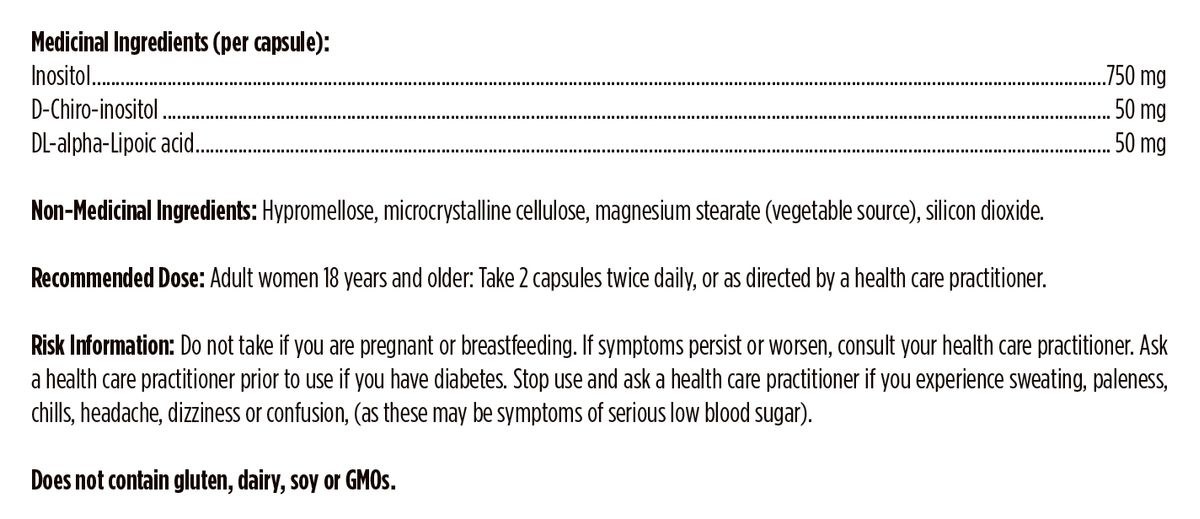 Medicinal Ingredients (per capsule):
Inositol..........................................................................................................................................................................................................750 mg
D-Chiro-inositol .............................................................................................................................................................................................. 50 mg
DL-alpha-Lipoic acid........................................................................................................................................................................................ 50 mg
Non-Medicinal Ingredients: Hypromellose, microcrystalline cellulose, magnesium stearate (vegetable source), silicon dioxide.
Recommended Dose: Adult women 18 years and older: Take 2 capsules twice daily, or as directed by a health care practitioner.
Risk Information: Do not take if you are pregnant or breastfeeding. If symptoms persist or worsen, consult your health care practitioner. Ask
a health care practitioner prior to use if you have diabetes. Stop use and ask a health care practitioner if you experience sweating, paleness,
chills, headache, dizziness or confusion, (as these may be symptoms of serious low blood sugar).
Does not contain gluten, dairy, soy or GMOs.